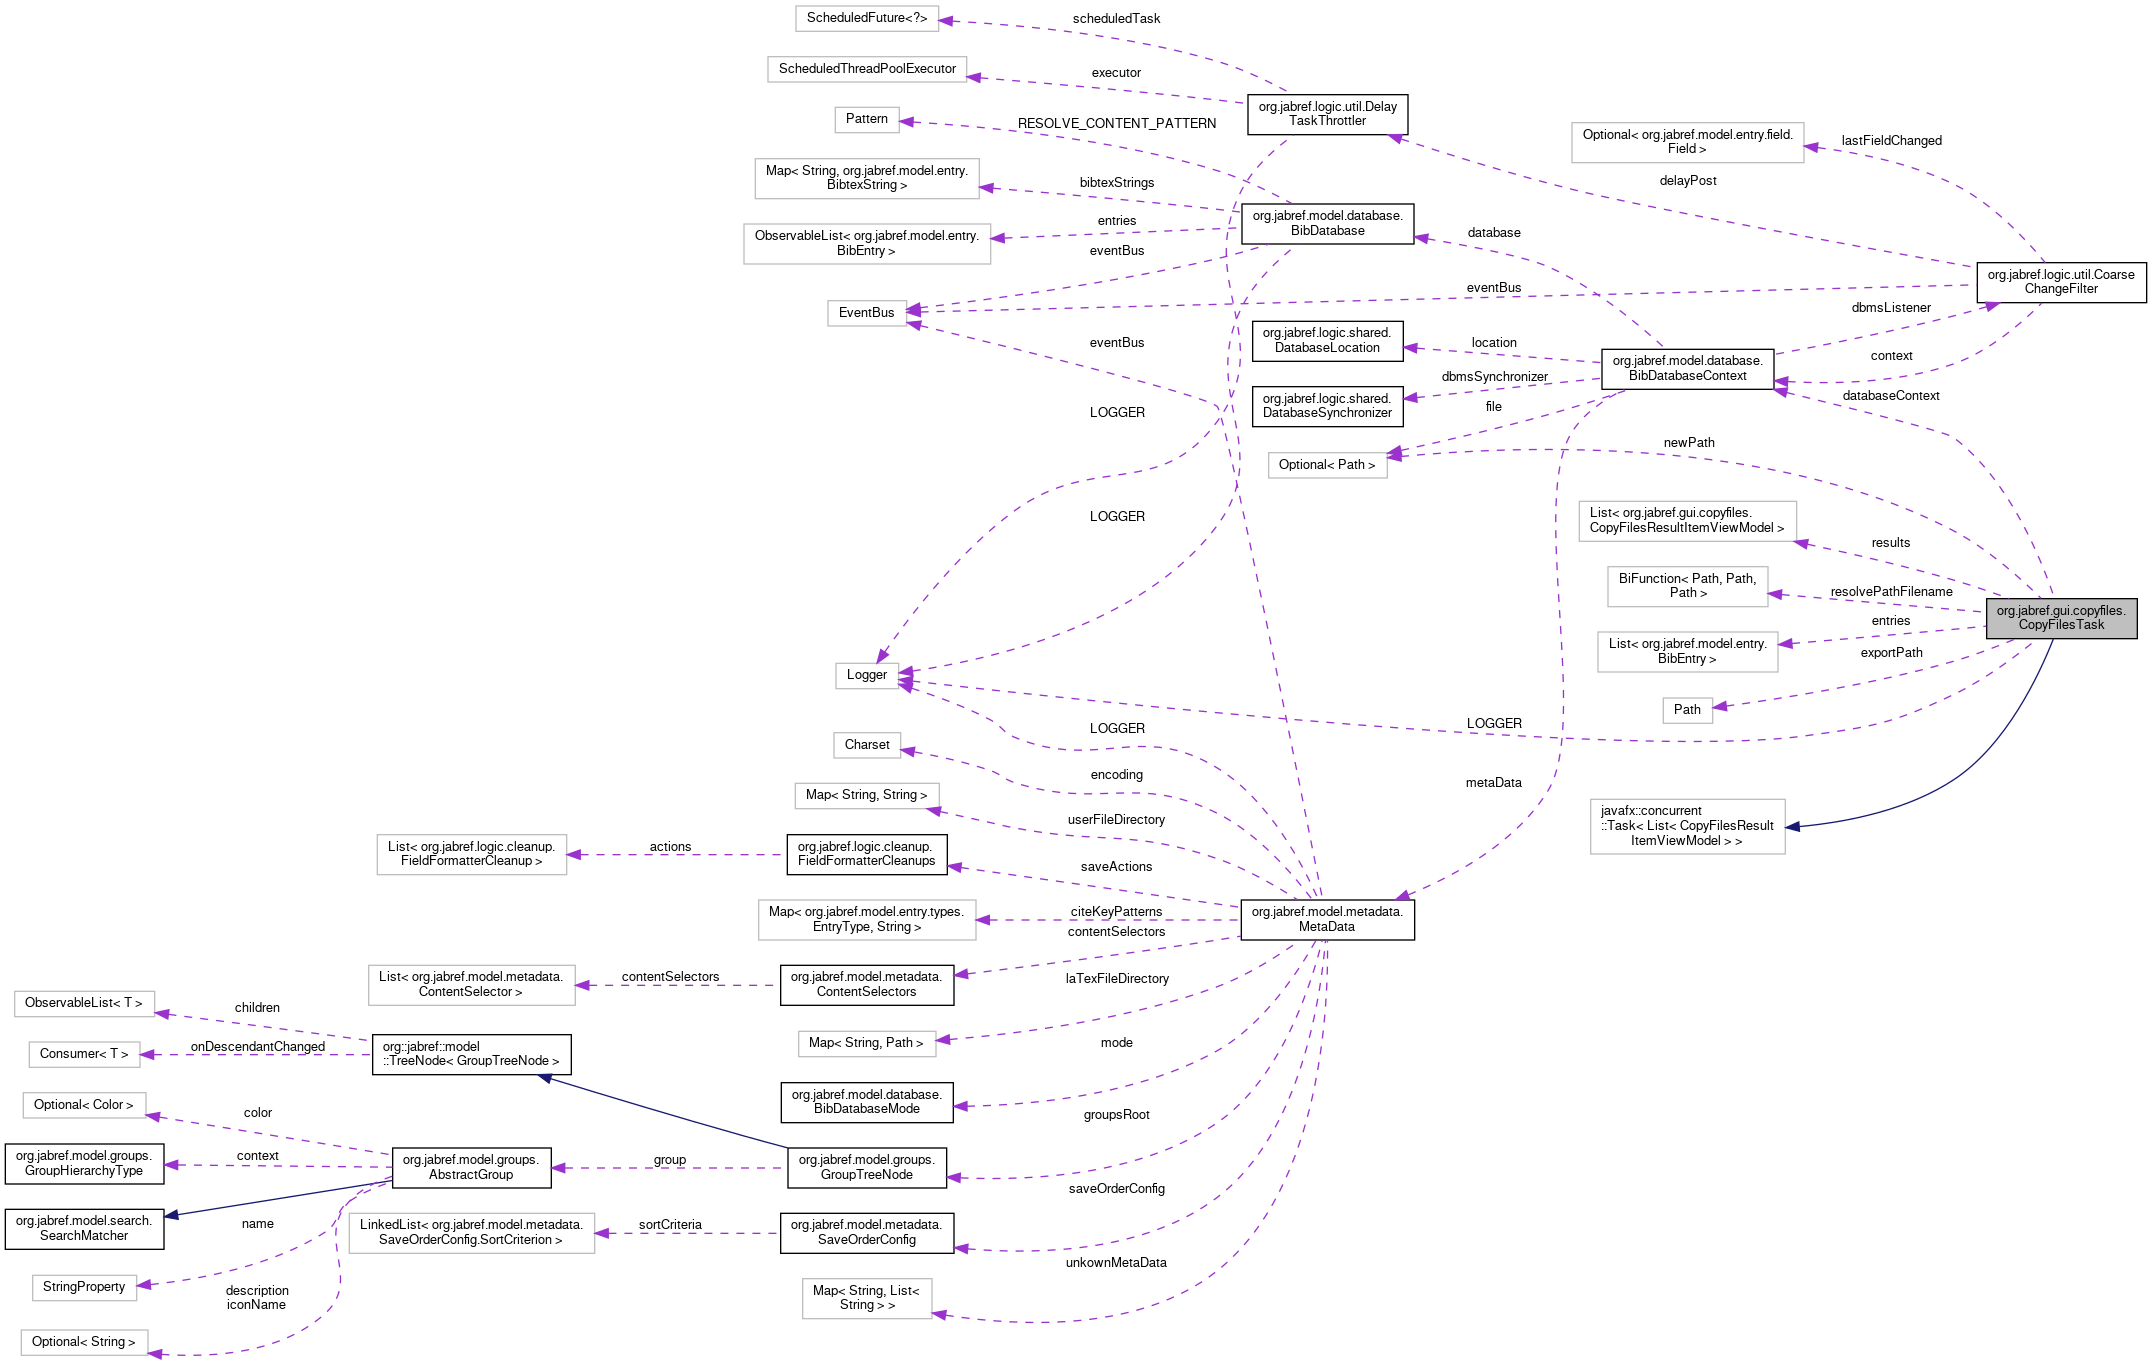 ScheduledFuture<?>
scheduledTask
ScheduledThreadPoolExecutor
executor
org.jabref.logic.util.Delay
TaskThrottler
Pattern
RESOLVE_CONTENT_PATTERN
Optional< org.jabref.model.entry.field.
Field >
lastFieldChanged
Map< String, org.jabref.model.entry.
BibtexString >
bibtexStrings
delayPost
ObservableList< org.jabref.model.entry.
BibEntry >
entries
eventBus
org.jabref.model.database.
BibDatabase
database
org.jabref.logic.util.Coarse
ChangeFilter
EventBus
eventBus
dbmsListener
eventBus
org.jabref.logic.shared.
DatabaseLocation
location
org.jabref.model.database.
BibDatabaseContext
context
dbmsSynchronizer
org.jabref.logic.shared.
DatabaseSynchronizer
databaseContext
LOGGER
file
newPath
Optional< Path >
LOGGER
List< org.jabref.gui.copyfiles.
CopyFilesResultItemViewModel >
results
BiFunction< Path, Path,
Path >
resolvePathFilename
org.jabref.gui.copyfiles.
CopyFilesTask
entries
List< org.jabref.model.entry.
BibEntry >
exportPath
Logger
Path
LOGGER
LOGGER
Charset
encoding
metaData
Map< String, String >
userFileDirectory
javafx::concurrent
::Task< List< CopyFilesResult
ItemViewModel > >
List< org.jabref.logic.cleanup.
FieldFormatterCleanup >
actions
org.jabref.logic.cleanup.
FieldFormatterCleanups
saveActions
Map< org.jabref.model.entry.types.
EntryType, String >
citeKeyPatterns
org.jabref.model.metadata.
MetaData
contentSelectors
List< org.jabref.model.metadata.
ContentSelector >
contentSelectors
org.jabref.model.metadata.
ContentSelectors
laTexFileDirectory
ObservableList< T >
children
Consumer< T >
onDescendantChanged
org::jabref::model
::TreeNode< GroupTreeNode >
Map< String, Path >
mode
Optional< Color >
color
org.jabref.model.database.
BibDatabaseMode
groupsRoot
org.jabref.model.groups.
GroupHierarchyType
context
org.jabref.model.groups.
AbstractGroup
group
org.jabref.model.groups.
GroupTreeNode
saveOrderConfig
org.jabref.model.search.
SearchMatcher
name
LinkedList< org.jabref.model.metadata.
SaveOrderConfig.SortCriterion >
sortCriteria
org.jabref.model.metadata.
SaveOrderConfig
unkownMetaData
StringProperty
description
iconName
Map< String, List<
String > >
Optional< String >